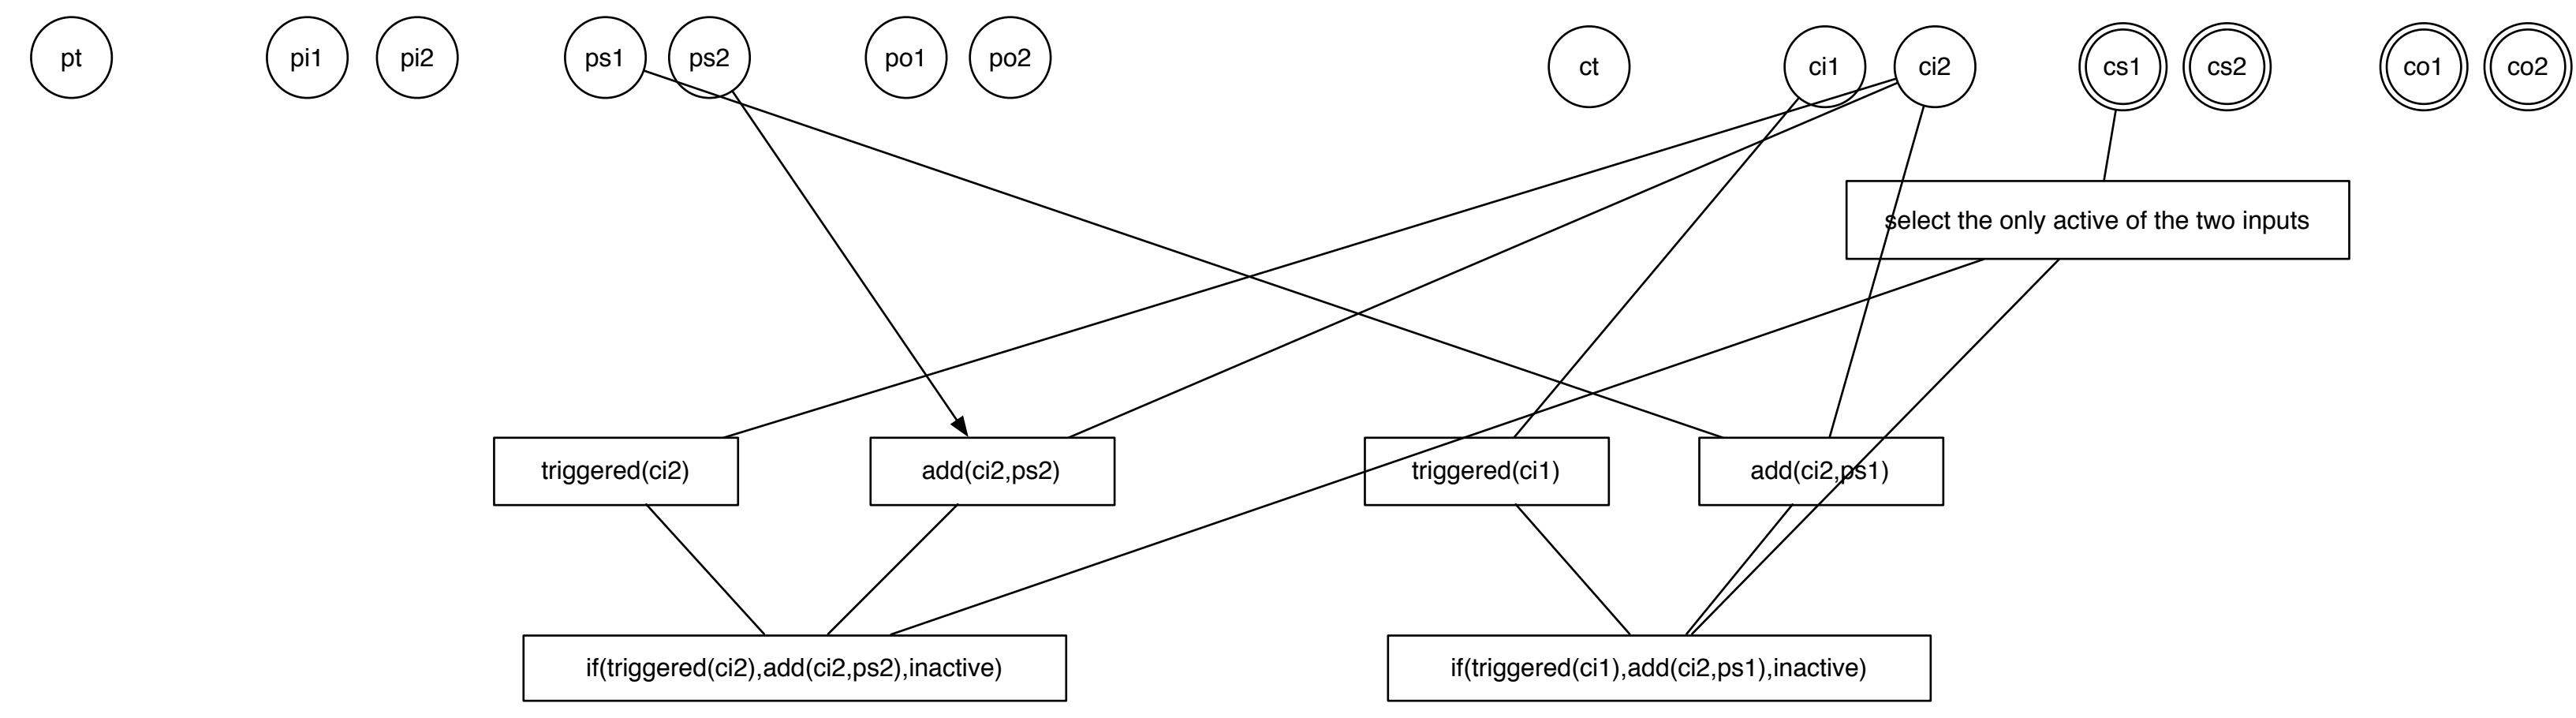 pt
pi1
pi2
ps1
ps2
po1
po2
ct
ci1
ci2
cs1
cs2
co1
co2
select the only active of the two inputs
triggered(ci2)
add(ci2,ps2)
triggered(ci1)
add(ci2,ps1)
if(triggered(ci2),add(ci2,ps2),inactive)
if(triggered(ci1),add(ci2,ps1),inactive)